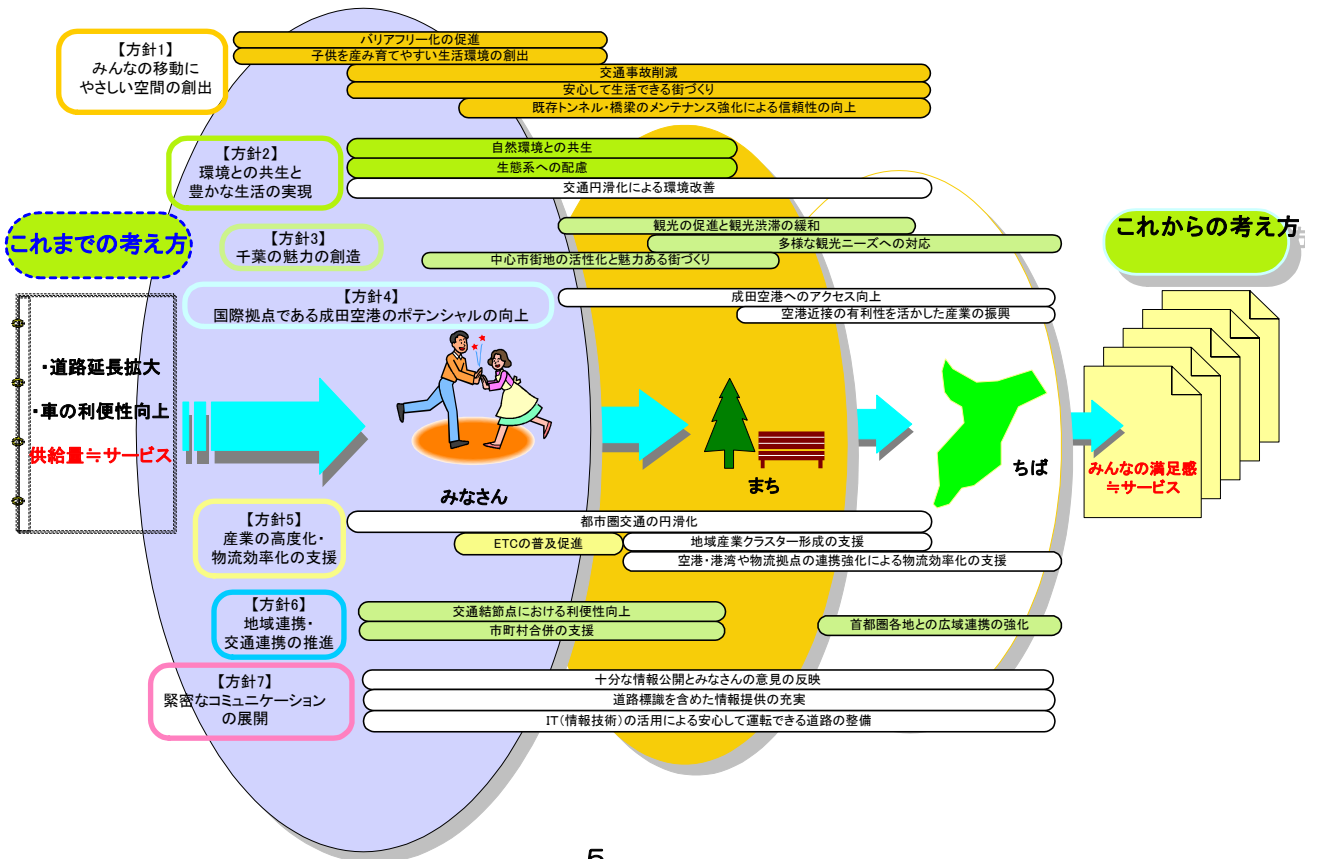 【方針1】
みんなの移動に
やさしい空間の創出
バリアフリー化の促進
子供を産み育てやすい生活環境の創出
交通事故削減
安心して生活できる街づくり
既存トンネル・橋梁のメンテナンス強化による信頼性の向上
【方針2】
環境との共生と
豊かな生活の実現
自然環境との共生
生態系への配慮
交通円滑化による環境改善
これまでの考え方
【方針3】
千葉の魅力の創造
観光の促進と観光渋滞の緩和
多様な観光ニーズへの対応
中心市街地の活性化と魅力ある街づくり
これからの考え方
【方針4】
国際拠点である成田空港のポテンシャルの向上
成田空港へのアクセス向上
空港近接の有利性を活かした産業の振興
・道路延長拡大
・車の利便性向上
供給量≒サービス
みなさん
まち
ちば
みんなの満足感
≒サービス
【方針5】
産業の高度化・
物流効率化の支援
都市圏交通の円滑化
ETCの普及促進
地域産業クラスター形成の支援
空港・港湾や物流拠点の連携強化による物流効率化の支援
【方針6】
地域連携・
交通連携の推進
交通結節点における利便性向上
市町村合併の支援
首都圏各地との広域連携の強化
【方針7】
緊密なコミュニケーション
の展開
十分な情報公開とみなさんの意見の反映
道路標識を含めた情報提供の充実
IT(情報技術)の活用による安心して運転できる道路の整備
5